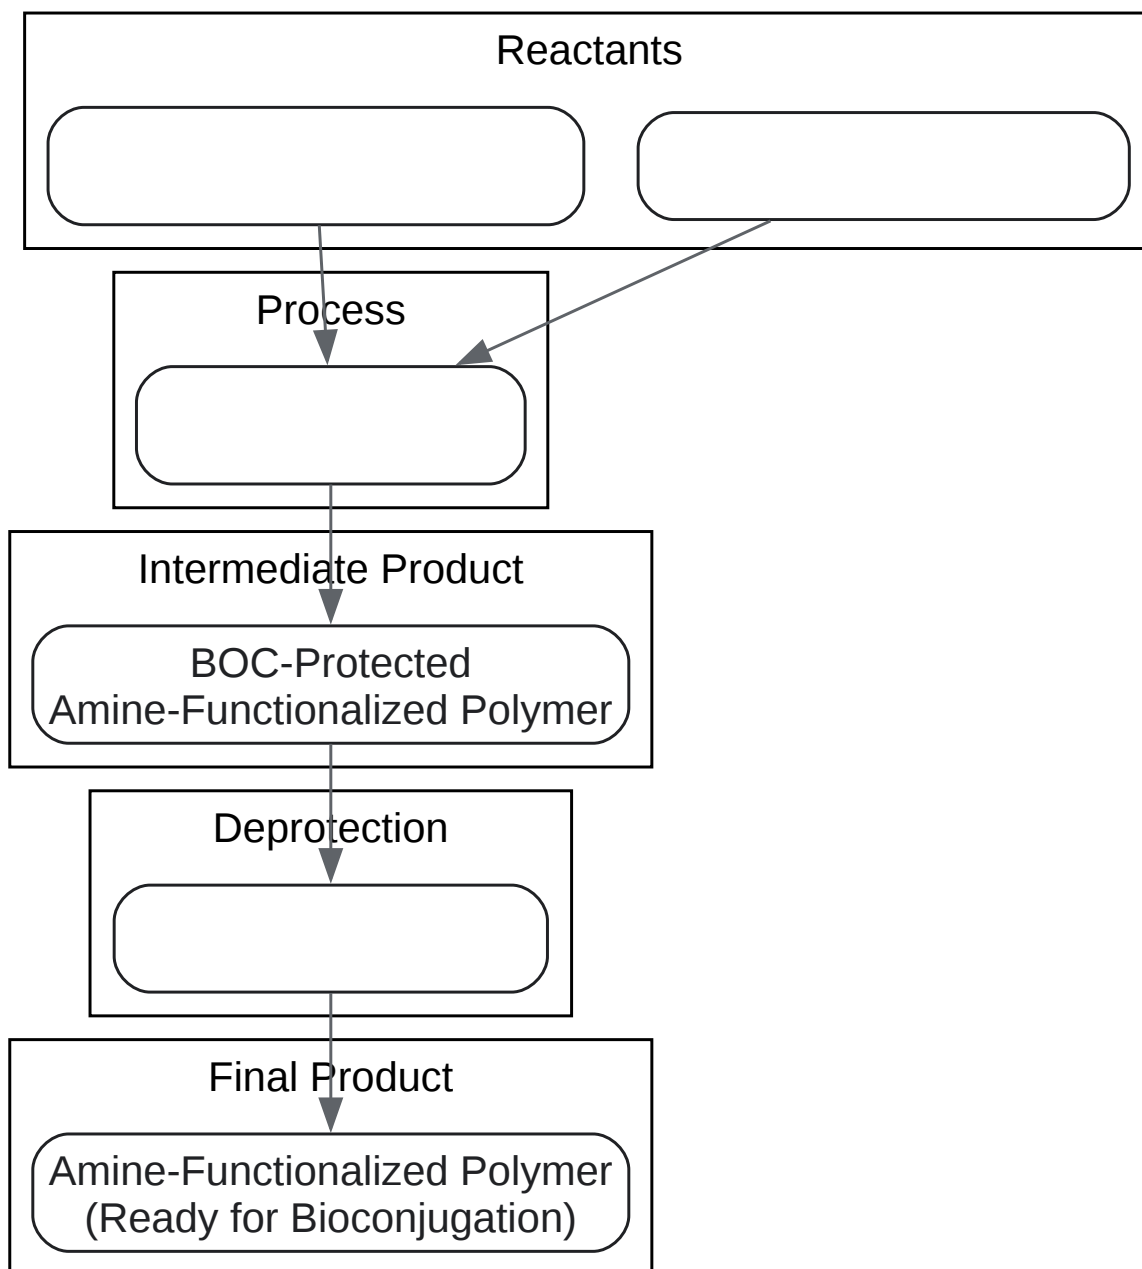 Reactants
Process
Intermediate Product
BOC-Protected
Amine-Functionalized Polymer
Deprotection
Final Product
Amine-Functionalized Polymer
(Ready for Bioconjugation)